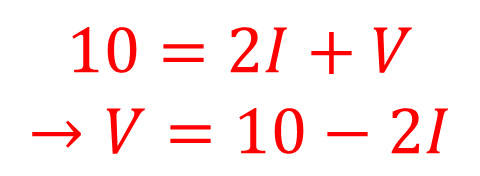 10 = 2I + V
→ V = 10 − 2I